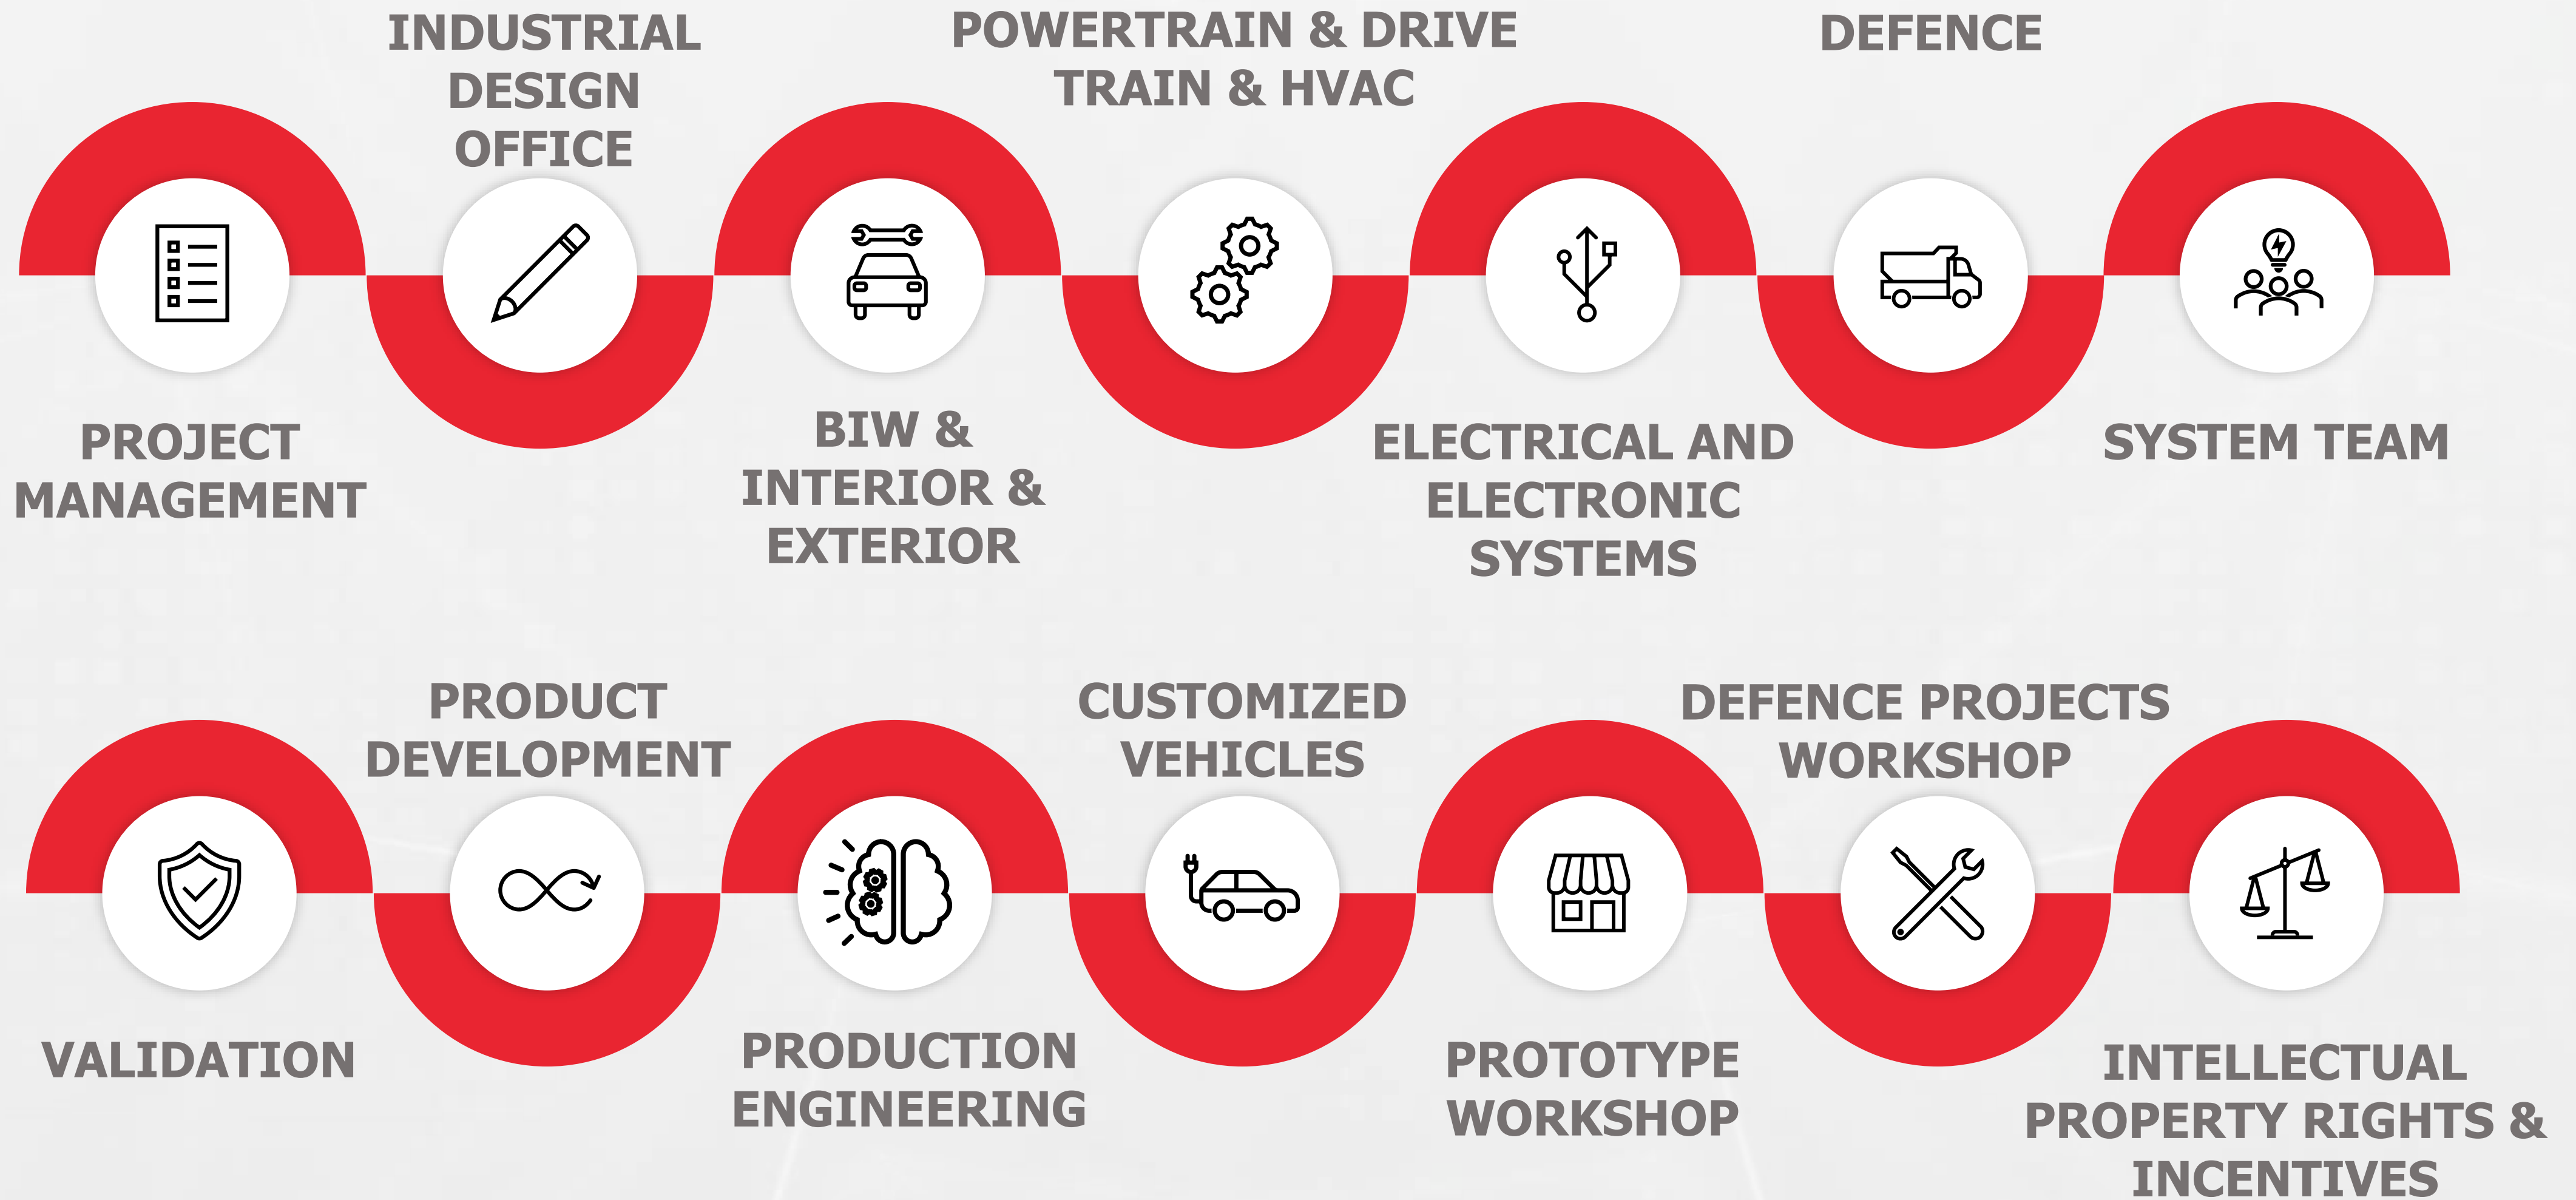 PROJECT
MANAGEMENT
INDUSTRIAL
DESIGN
OFFICE
BIW &
INTERIOR &
EXTERIOR
POWERTRAIN & DRIVE
TRAIN & HVAC
ELECTRICAL AND
ELECTRONIC
SYSTEMS
DEFENCE
SYSTEM TEAM
VALIDATION
PRODUCT
DEVELOPMENT
PRODUCTION
ENGINEERING
CUSTOMIZED
VEHICLES
PROTOTYPE
WORKSHOP
DEFENCE PROJECTS
WORKSHOP
INTELLECTUAL
PROPERTY RIGHTS &
INCENTIVES